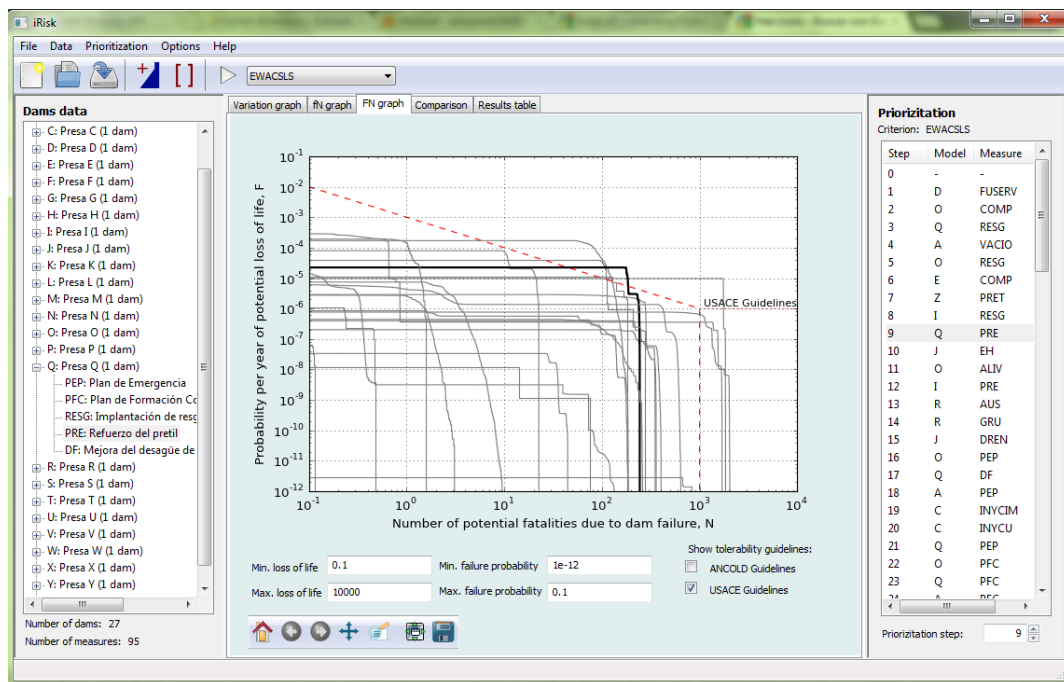 iRisk
File Data Prioritization Options Help
EWACSLS
Dams data
C: Presa C (1 dam)
D: Presa D (1 dam)
E: Presa E (1 dam)
F: Presa F (1 dam)
G: Presa G (1 dam)
H: Presa H (1 dam)
I: Presa I (1 dam)
J: Presa J (1 dam)
K: Presa K (1 dam)
L: Presa L (1 dam)
M: Presa M (1 dam)
N: Presa N (1 dam)
O: Presa O (1 dam)
P: Presa P (1 dam)
Q: Presa Q (1 dam)
PEP: Plan de Emergencia
PFC: Plan de Formación Co
RESG: Implantación de resg
PRE: Refuerzo del pretil
DF: Mejora del desagüe de
R: Presa R (1 dam)
S: Presa S (1 dam)
T: Presa T (1 dam)
U: Presa U (1 dam)
V: Presa V (1 dam)
W: Presa W (1 dam)
X: Presa X (1 dam)
Y: Presa Y (1 dam)
Number of dams: 27
Number of measures: 95
Variation graph fN graph FN graph Comparison Results table
Probability per year of potential loss of life, F
10^-1
10^-2
10^-3
10^-4
10^-5
10^-6
10^-7
10^-8
10^-9
10^-10
10^-11
10^-12
USACE Guidelines
10^-1 10^0 10^1 10^2 10^3 10^4
Number of potential fatalities due to dam failure, N
Min. loss of life 0.1 Min. failure probability 1e-12
Max. loss of life 10000 Max. failure probability 0.1
Show tolerability guidelines:
ANCOLD Guidelines
USACE Guidelines
Priorizitation
Criterion: EWACSLS
Step Model Measure
0 - -
1 D FUSERV
2 O COMP
3 Q RESG
4 A VACIO
5 O RESG
6 E COMP
7 Z PRET
8 I RESG
9 Q PRE
10 J EH
11 O ALIV
12 I PRE
13 R AUS
14 R GRU
15 J DREN
16 O PEP
17 Q DF
18 A PEP
19 C INYCIM
20 C INYCU
21 Q PEP
22 O PFC
23 Q PFC
24 A PFC
Priorizitation step: 9